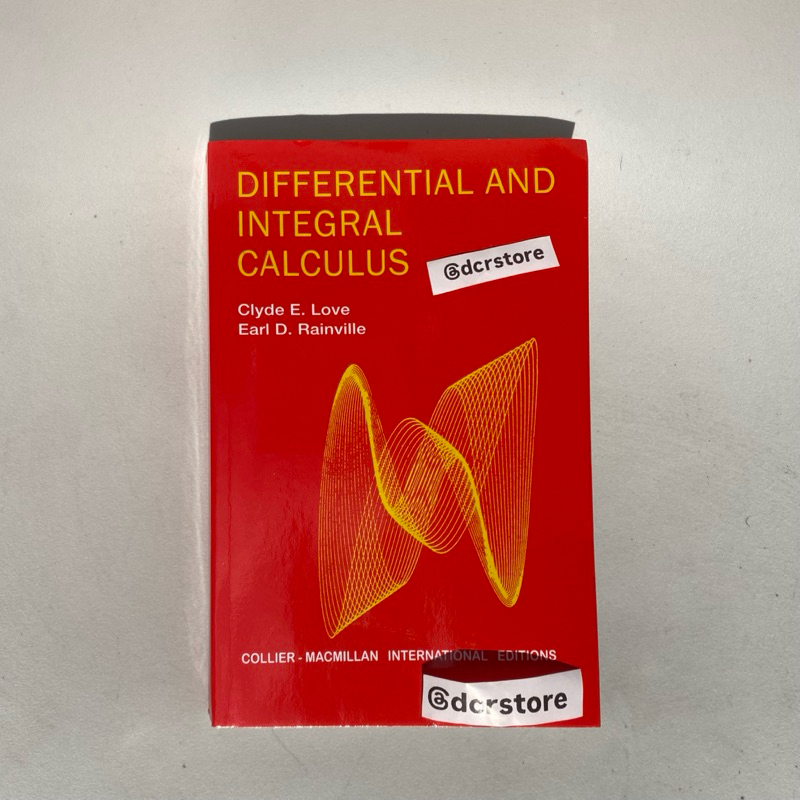 DIFFERENTIAL AND
INTEGRAL
CALCULUS
@dcrstore
Clyde E. Love
Earl D. Rainville
COLLIER - MACMILLAN INTERNATIONAL EDITIONS
@dcrstore